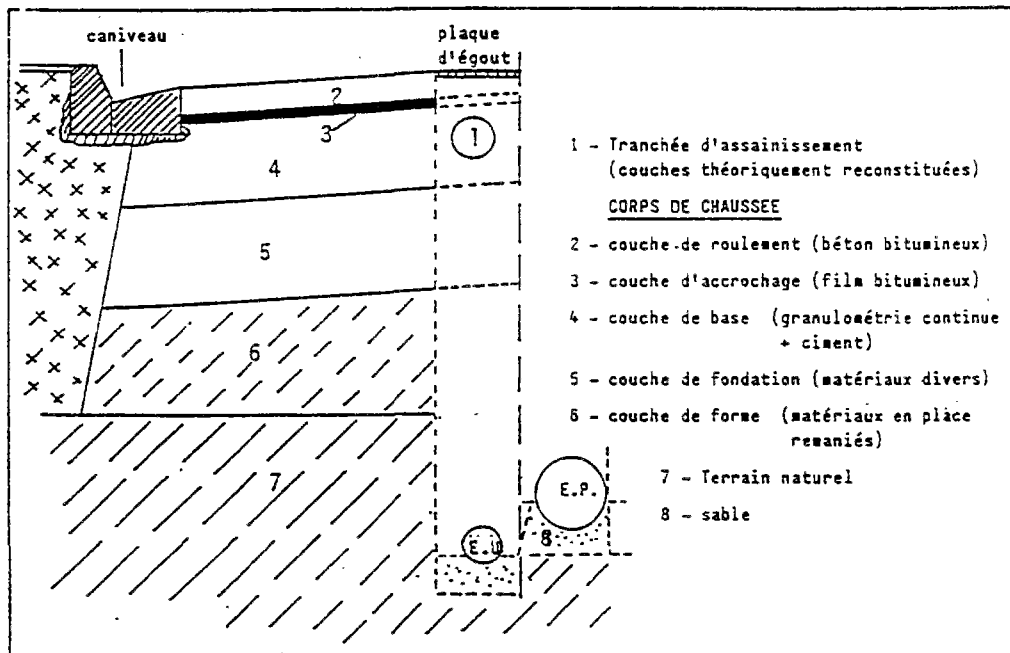 caniveau
plaque
d'égout
2
3
1
4
5
6
7
E.P.
E.U
8
1 - Tranchée d'assainissement
(couches théoriquement reconstituées)
CORPS DE CHAUSSEE
2 - couche de roulement (béton bitumineux)
3 - couche d'accrochage (film bitumineux)
4 - couche de base (granulométrie continue
+ ciment)
5 - couche de fondation (matériaux divers)
6 - couche de forme (matériaux en place
remaniés)
7 - Terrain naturel
8 - sable